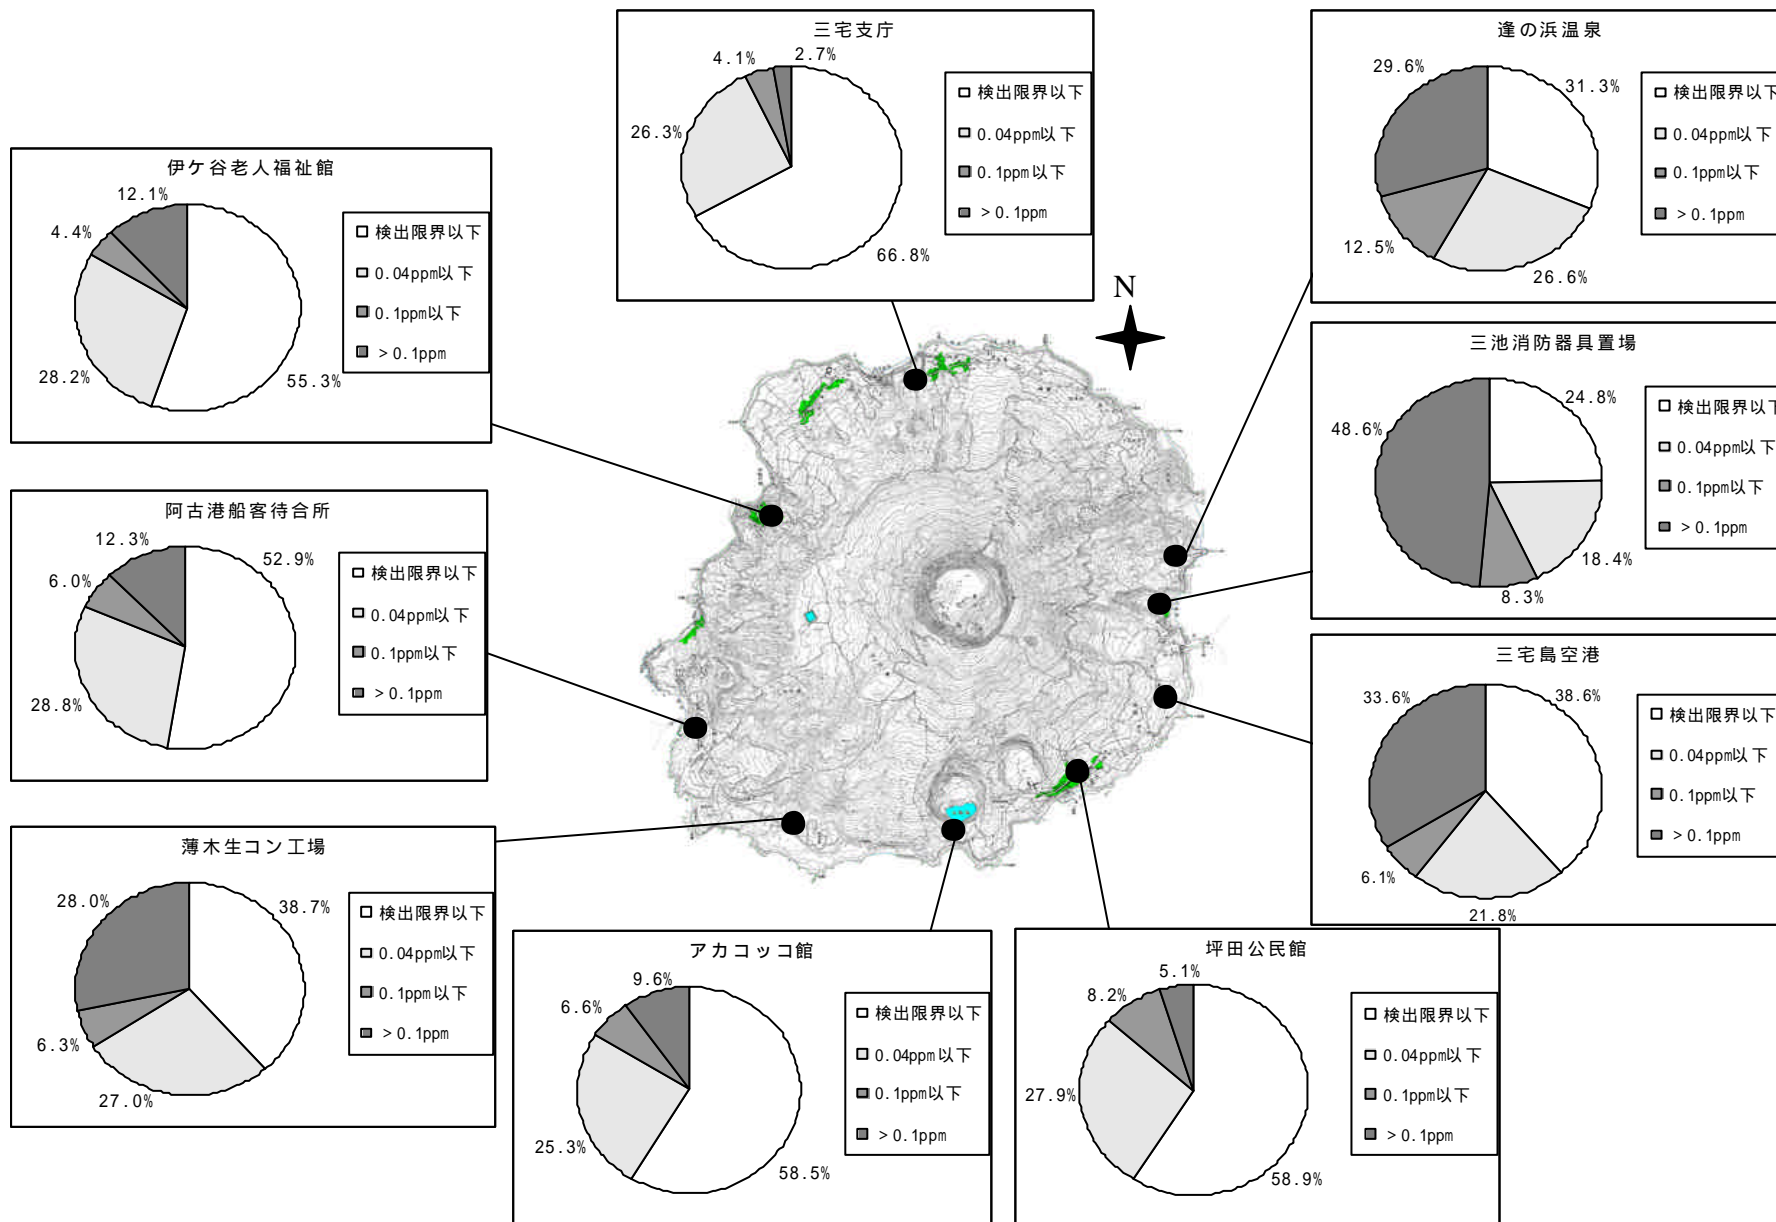 三宅支庁
4.1%
2.7%
26.3%
66.8%
検出限界以下
0.04ppm以下
0.1ppm以下
＞0.1ppm
逢の浜温泉
29.6%
31.3%
12.5%
26.6%
検出限界以下
0.04ppm以下
0.1ppm以下
＞0.1ppm
伊ケ谷老人福祉館
12.1%
4.4%
28.2%
55.3%
検出限界以下
0.04ppm以下
0.1ppm以下
＞0.1ppm
N
三池消防器具置場
24.8%
48.6%
18.4%
8.3%
検出限界以下
0.04ppm以下
0.1ppm以下
＞0.1ppm
阿古港船客待合所
12.3%
52.9%
6.0%
28.8%
検出限界以下
0.04ppm以下
0.1ppm以下
＞0.1ppm
三宅島空港
33.6%
38.6%
6.1%
21.8%
検出限界以下
0.04ppm以下
0.1ppm以下
＞0.1ppm
薄木生コン工場
28.0%
38.7%
6.3%
27.0%
検出限界以下
0.04ppm以下
0.1ppm以下
＞0.1ppm
アカコッコ館
9.6%
6.6%
25.3%
58.5%
検出限界以下
0.04ppm以下
0.1ppm以下
＞0.1ppm
坪田公民館
5.1%
8.2%
27.9%
58.9%
検出限界以下
0.04ppm以下
0.1ppm以下
＞0.1ppm